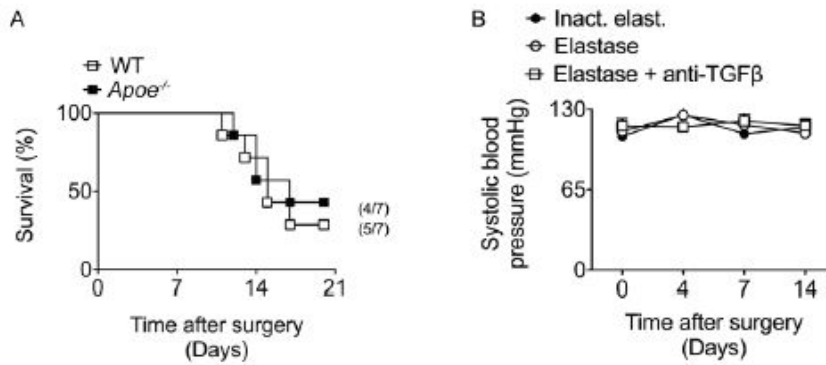 A
WT
Apoe-/-
100
50
0
Survival (%)
(4/7)
(5/7)
0 7 14 21
Time after surgery
(Days)
B
Inact. elast.
Elastase
Elastase + anti-TGFβ
130
65
0
Systolic blood
pressure (mmHg)
0 4 7 14
Time after surgery
(Days)